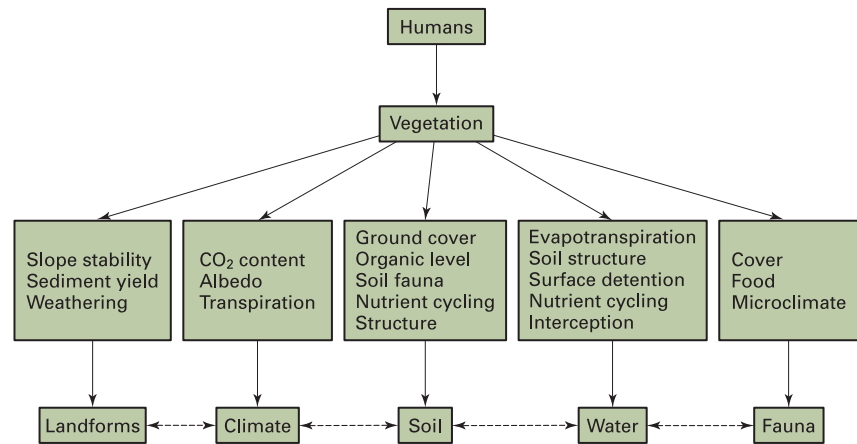 Humans
Vegetation
Slope stability
Sediment yield
Weathering
CO₂ content
Albedo
Transpiration
Ground cover
Organic level
Soil fauna
Nutrient cycling
Structure
Evapotranspiration
Soil structure
Surface detention
Nutrient cycling
Interception
Cover
Food
Microclimate
Landforms
Climate
Soil
Water
Fauna